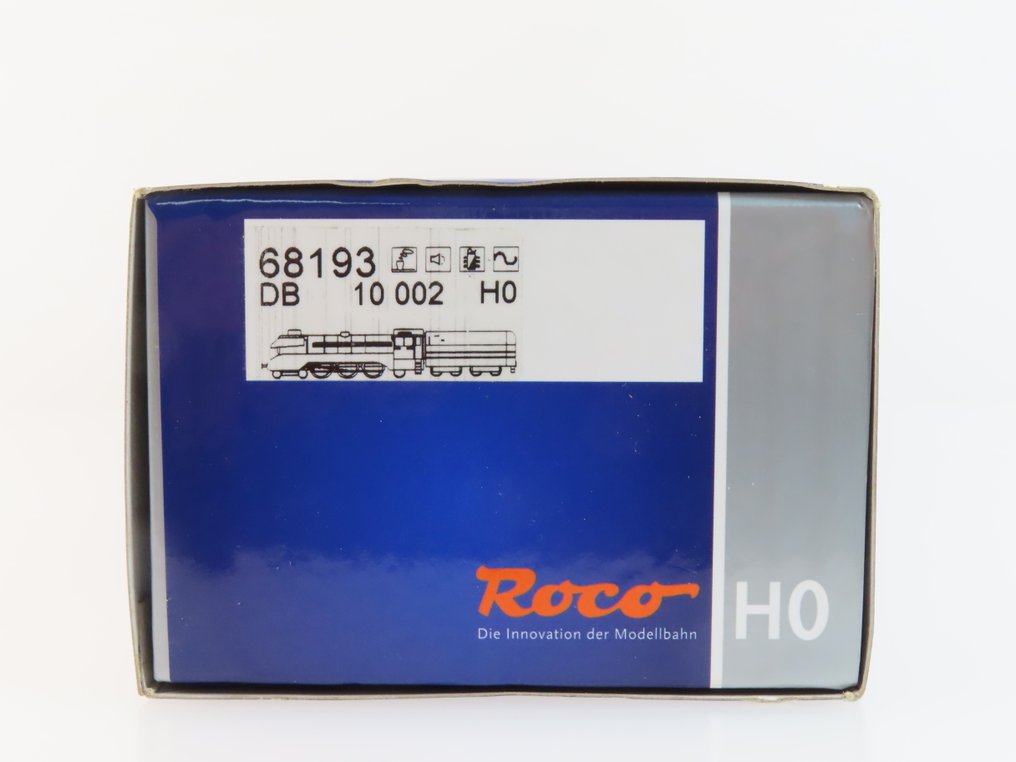 68193
DB 10 002 H0
Roco
Die Innovation der Modellbahn
H0